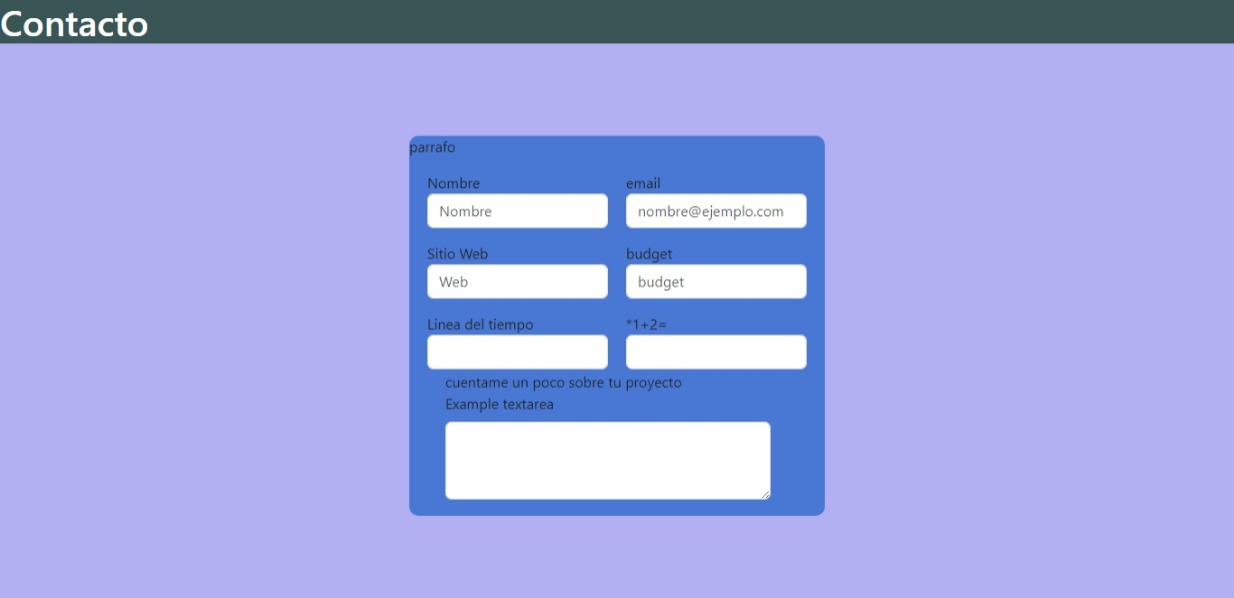 Contacto
parrafo
Nombre email
Nombre nombre@ejemplo.com
Sitio Web budget
Web budget
Linea del tiempo *1+2=
cuentame un poco sobre tu proyecto
Example textarea